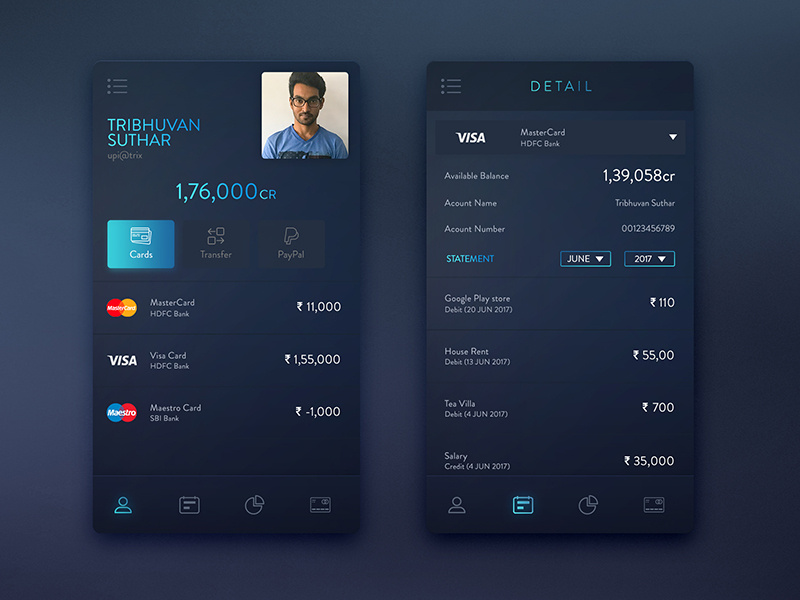 TRIBHUVAN
SUTHAR
upi@trix
1,76,000CR
Cards
Transfer
PayPal
MasterCard
MasterCard
HDFC Bank
₹ 11,000
VISA
Visa Card
HDFC Bank
₹ 1,55,000
Maestro
Maestro Card
SBI Bank
₹ -1,000
DETAIL
VISA
MasterCard
HDFC Bank
Available Balance
1,39,058cr
Acount Name
Tribhuvan Suthar
Acount Number
00123456789
STATEMENT
JUNE
2017
Google Play store
Debit (20 JUN 2017)
₹ 110
House Rent
Debit (13 JUN 2017)
₹ 55,00
Tea Villa
Debit (4 JUN 2017)
₹ 700
Salary
Credit (4 JUN 2017)
₹ 35,000